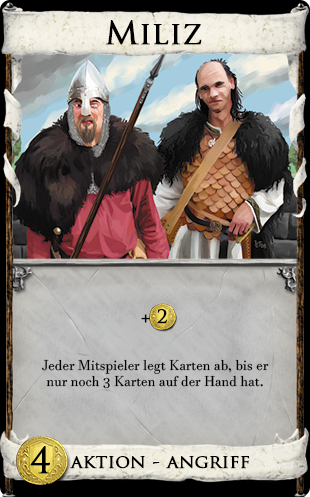 Miliz
+2
Jeder Mitspieler legt Karten ab, bis er
nur noch 3 Karten auf der Hand hat.
4 Aktion - Angriff